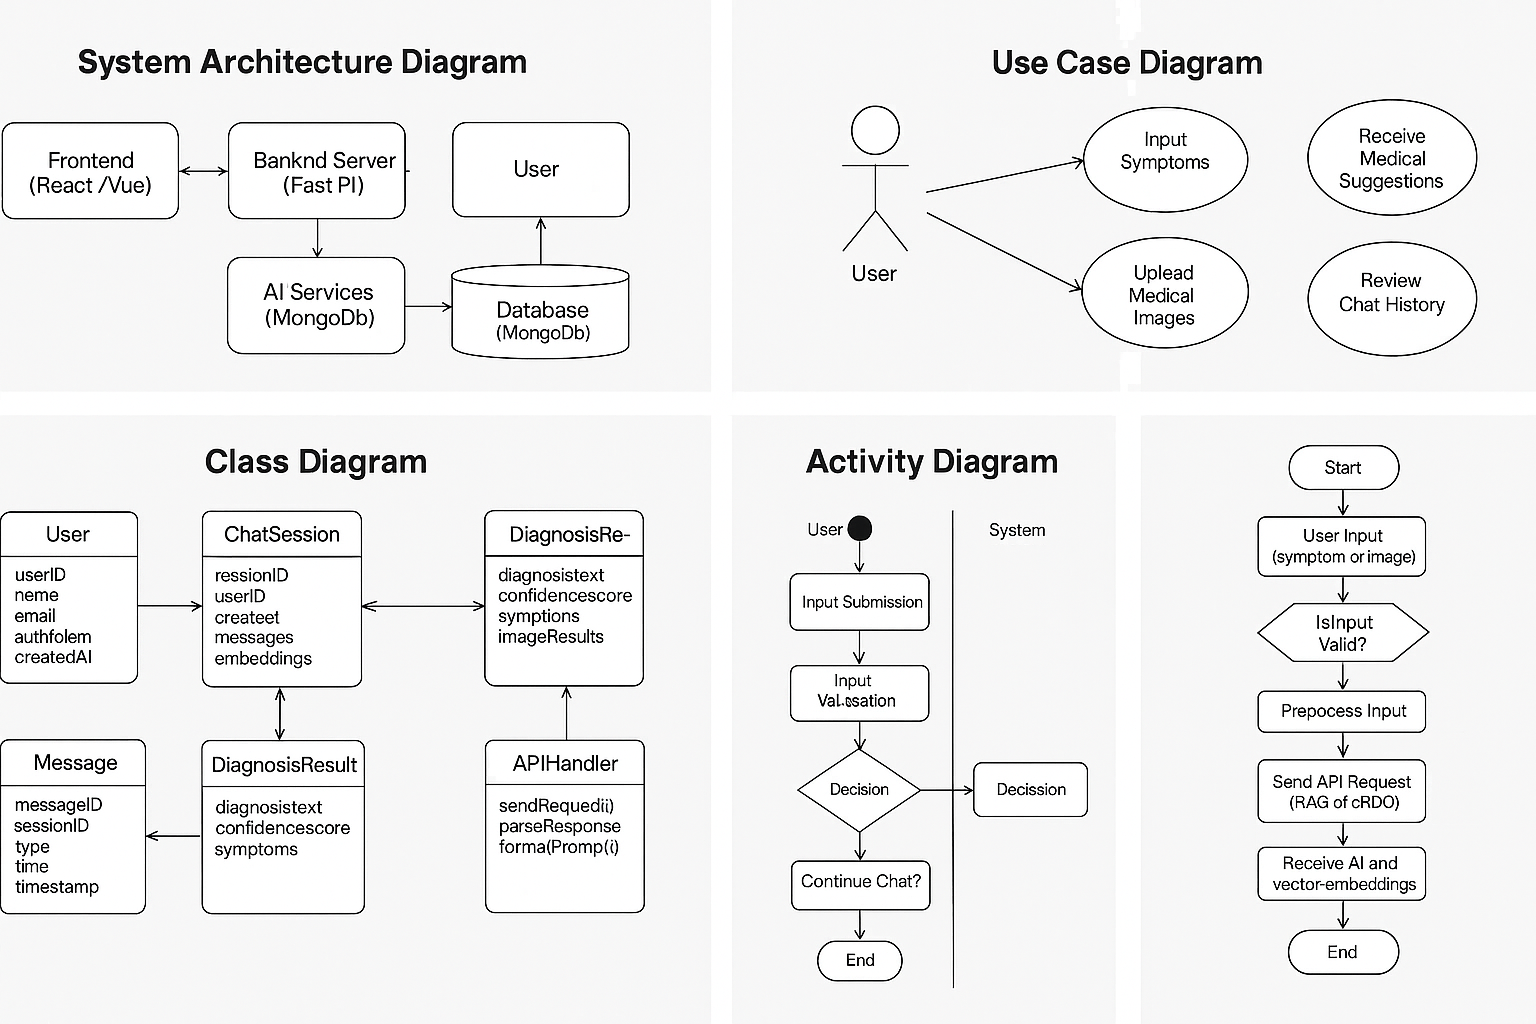 System Architecture Diagram
Frontend
(React /Vue)
Banknd Server
(Fast PI)
User
AI Services
(MongoDb)
Database
(MongoDb)
Use Case Diagram
User
Input
Symptoms
Receive
Medical
Suggestions
Uplead
Medical
Images
Review
Chat History
Class Diagram
User
userID
neme
email
authfolem
createdAI
ChatSession
ressionID
userID
createet
messages
embeddings
DiagnosisRe-
diagnosistext
confidencescore
symptions
imageResults
Message
messageID
sessionID
type
time
timestamp
DiagnosisResult
diagnosistext
confidencescore
symptoms
APIHandler
sendRequedii)
parseResponse
forma(Promp(i)
Activity Diagram
User
System
Input Submission
Input
Decision
Decission
Continue Chat?
End
Start
User Input
(symptom or image)
IsInput
Valid?
Prepocess Input
Send API Request
(RAG of cRDO)
Receive AI and
vector-embeddings
End